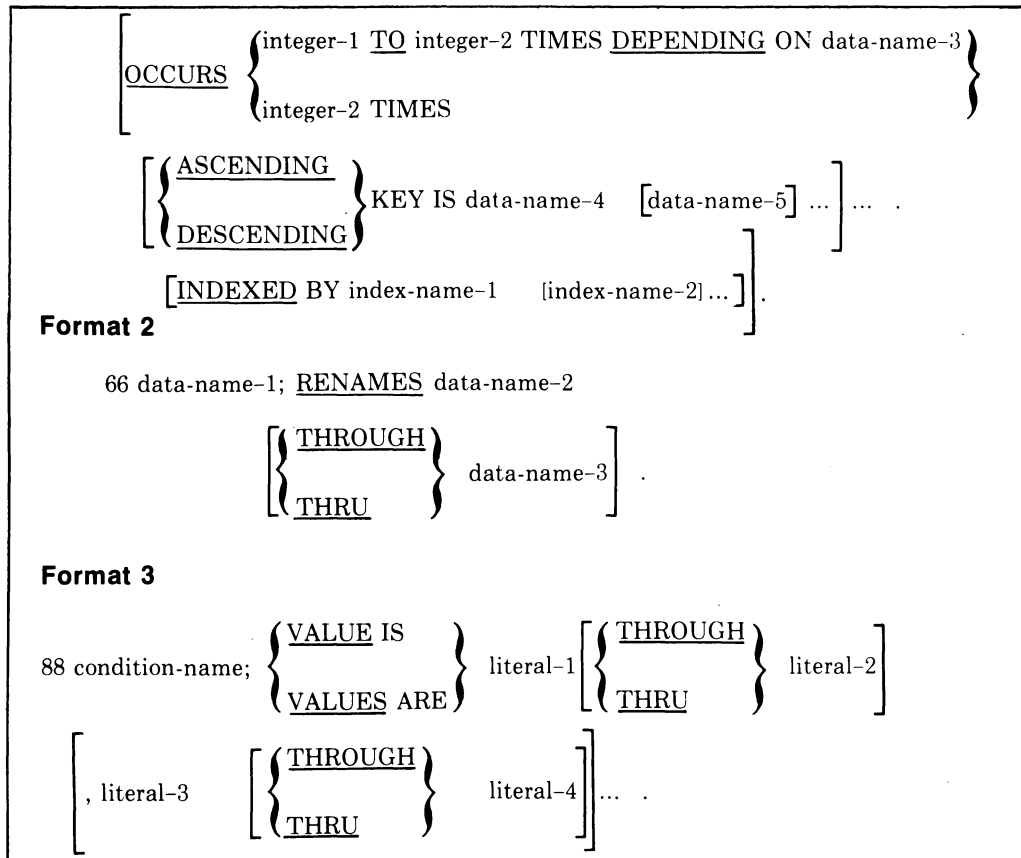 integer-1 TO integer-2 TIMES DEPENDING ON data-name-3
OCCURS
integer-2 TIMES
ASCENDING
KEY IS data-name-4 [data-name-5] ... ... .
DESCENDING
[INDEXED BY index-name-1 [index-name-2] ... ] .
Format 2
66 data-name-1; RENAMES data-name-2
THROUGH
data-name-3 .
THRU
Format 3
VALUE IS THROUGH
88 condition-name; literal-1 literal-2
VALUES ARE THRU
THROUGH
, literal-3 literal-4 ... .
THRU